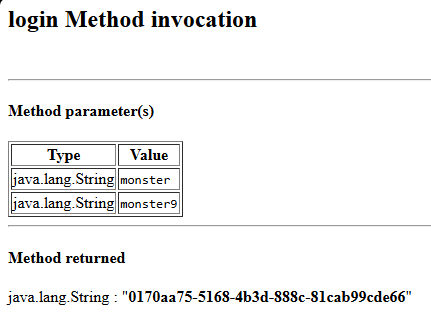 login Method invocation
Method parameter(s)
Type Value
java.lang.String monster
java.lang.String monster9
Method returned
java.lang.String : "0170aa75-5168-4b3d-888c-81cab99cde66"